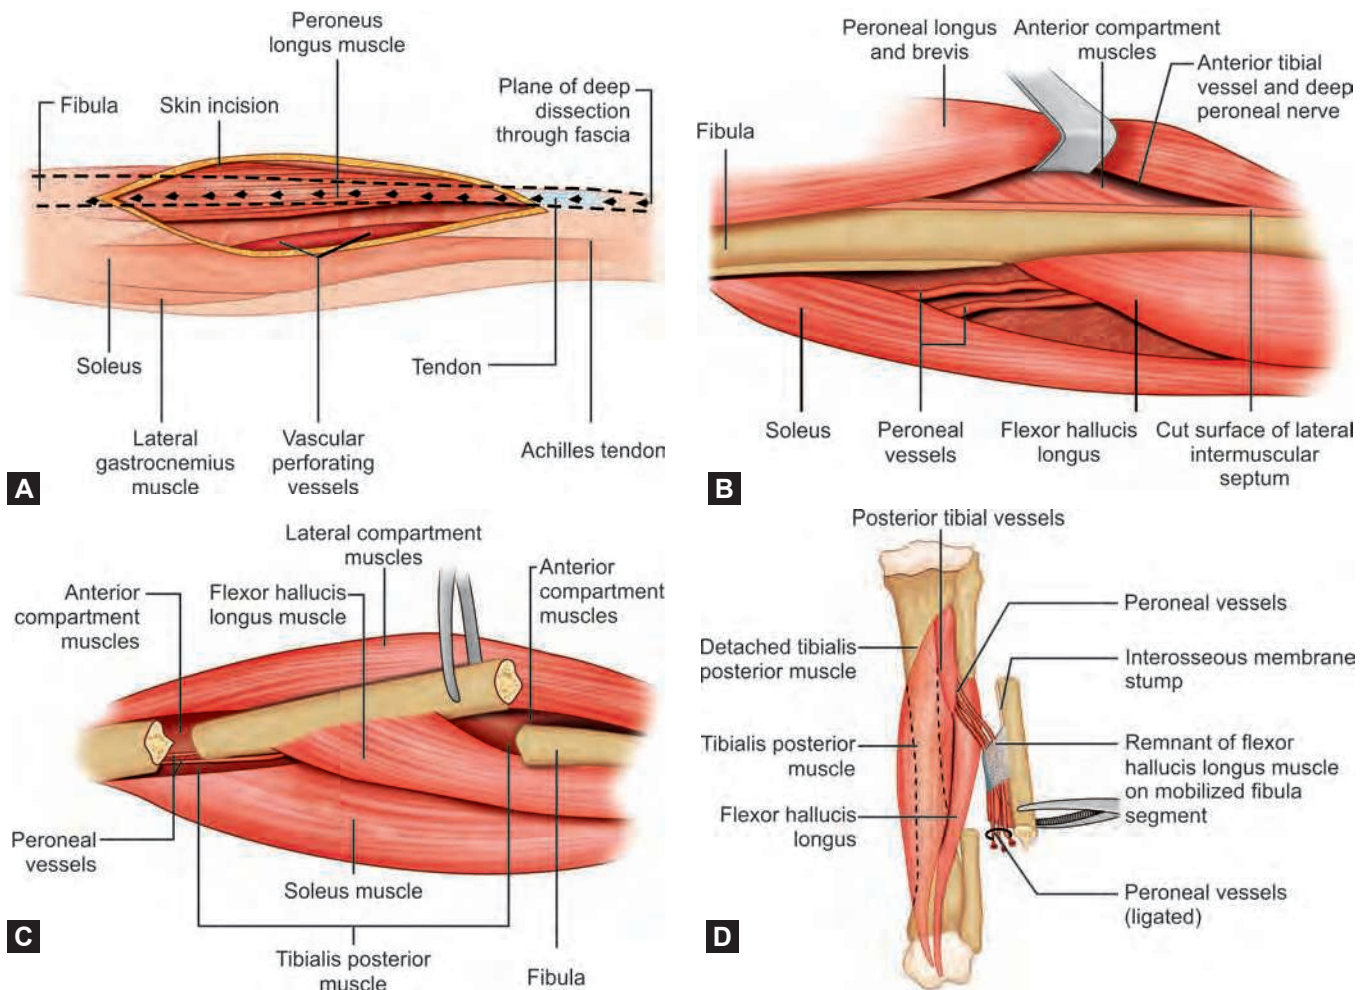 Peroneus
longus muscle
Fibula
Skin incision
Plane of deep
dissection
through fascia
Soleus
Tendon
Lateral
gastrocnemius
muscle
Vascular
perforating
vessels
Achilles tendon
A
Peroneal longus
and brevis
Anterior compartment
muscles
Anterior tibial
vessel and deep
peroneal nerve
Fibula
Soleus
Peroneal
vessels
Flexor hallucis
longus
Cut surface of lateral
intermuscular
septum
B
Lateral compartment
muscles
Anterior
compartment
muscles
Flexor hallucis
longus muscle
Anterior
compartment
muscles
Peroneal
vessels
Soleus muscle
Tibialis posterior
muscle
Fibula
C
Posterior tibial vessels
Peroneal vessels
Detached tibialis
posterior muscle
Interosseous membrane
stump
Tibialis posterior
muscle
Remnant of flexor
hallucis longus muscle
on mobilized fibula
segment
Flexor hallucis
longus
Peroneal vessels
(ligated)
D